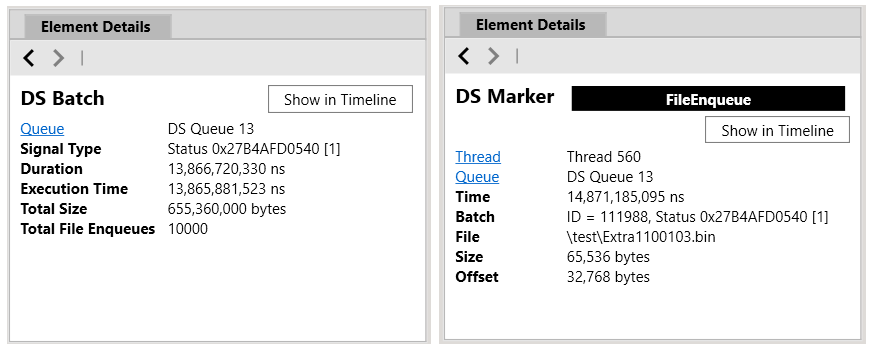 Element Details
DS Batch
Show in Timeline
Queue DS Queue 13
Signal Type Status 0x27B4AFD0540 [1]
Duration 13,866,720,330 ns
Execution Time 13,865,881,523 ns
Total Size 655,360,000 bytes
Total File Enqueues 10000
Element Details
DS Marker FileEnqueue
Show in Timeline
Thread Thread 560
Queue DS Queue 13
Time 14,871,185,095 ns
Batch ID = 111988, Status 0x27B4AFD0540 [1]
File \test\Extra1100103.bin
Size 65,536 bytes
Offset 32,768 bytes